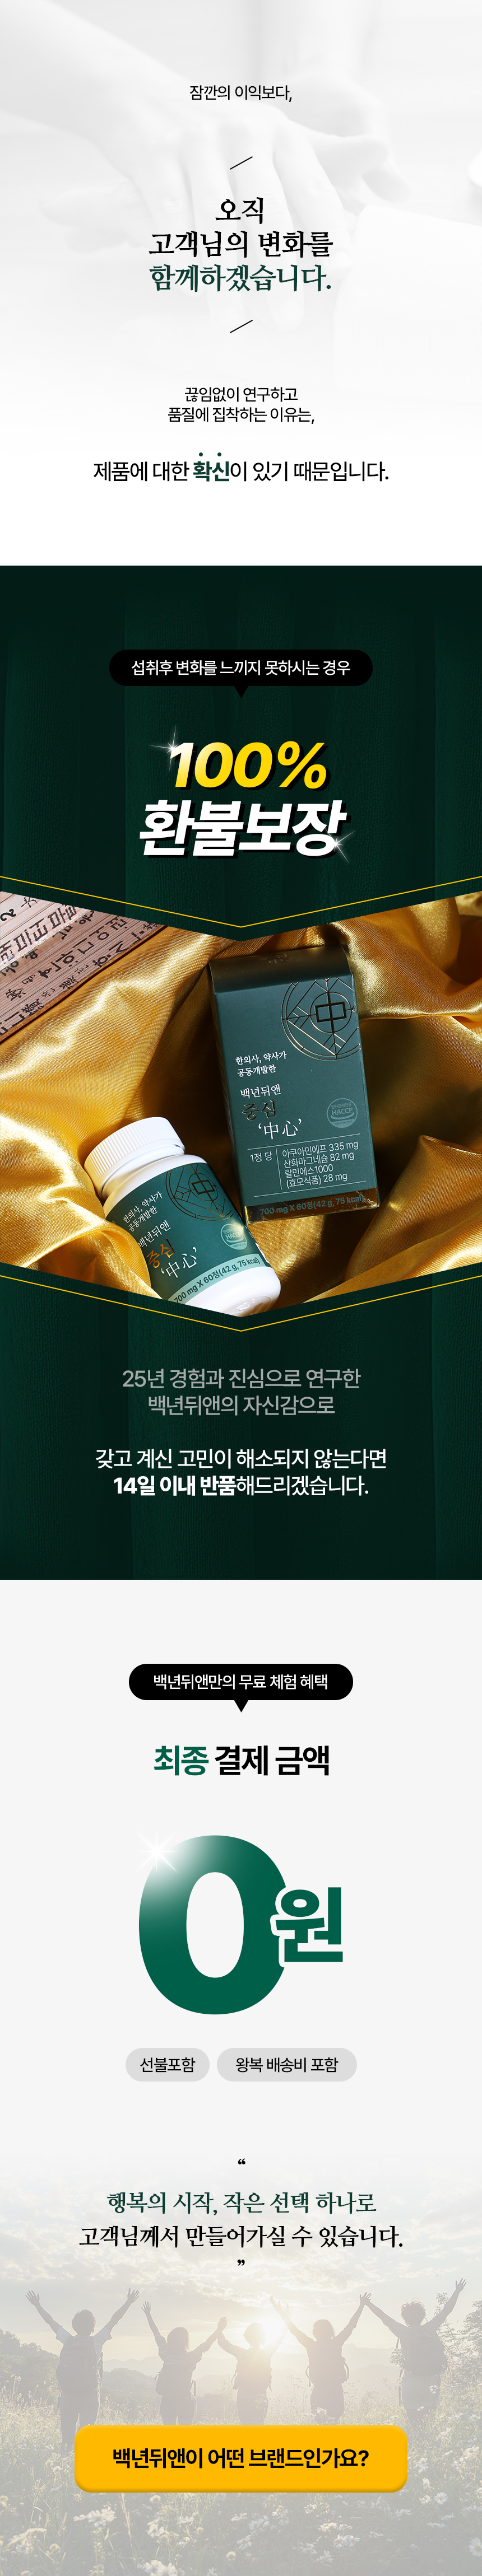 잠깐의 이익보다,
오직
고객님의 변화를
함께하겠습니다.
끊임없이 연구하고
품질에 집착하는 이유는,
제품에 대한 확신이 있기 때문입니다.
섭취후 변화를 느끼지 못하시는 경우
100%
환불보장
한의사, 약사가
공동개발한
백년뒤앤
중심
‘中心’
HACCP
1정 당
아쿠아민에프 335 mg
산화마그네슘 82 mg
락민에스1000
(효모식품) 28 mg
700 mg X 60정(42 g, 75 kcal)
한의사, 약사가
공동개발한
백년뒤앤
중심
‘中心’
700 mg X 60정(42 g, 75 kcal)
25년 경험과 진심으로 연구한
백년뒤앤의 자신감으로
갖고 계신 고민이 해소되지 않는다면
14일 이내 반품해드리겠습니다.
백년뒤앤만의 무료 체험 혜택
최종 결제 금액
0원
선불포함 왕복 배송비 포함
“
행복의 시작, 작은 선택 하나로
고객님께서 만들어가실 수 있습니다.
”
백년뒤앤이 어떤 브랜드인가요?